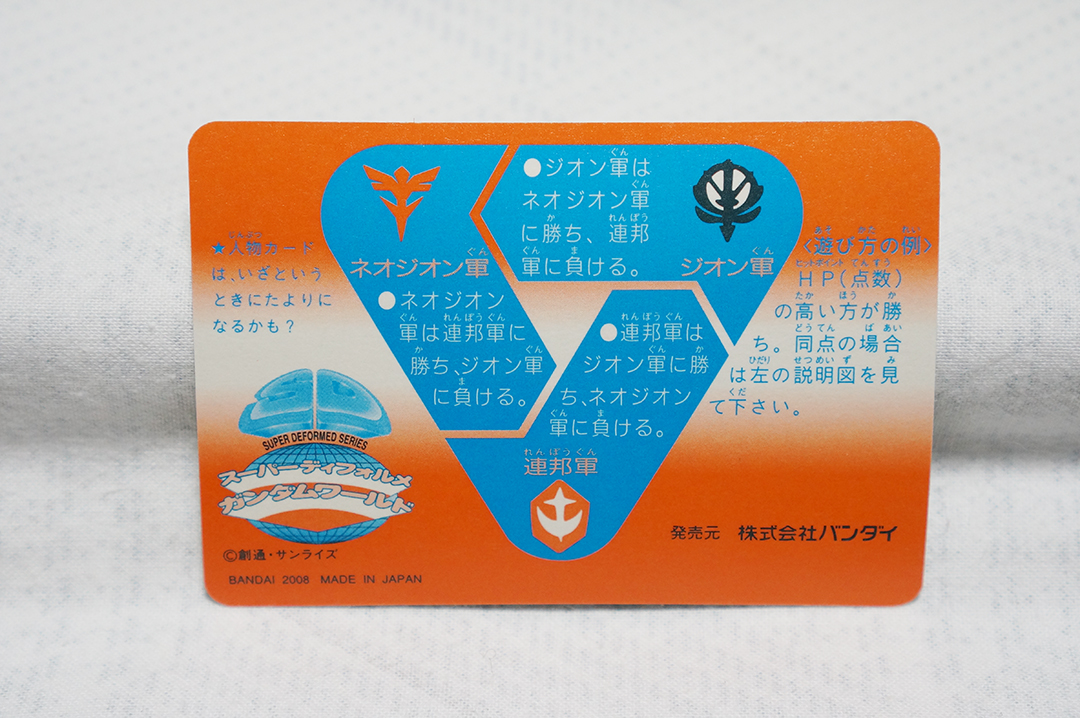 ●ジオン軍は
ネオジオン軍
に勝ち、連邦
軍に負ける。
ネオジオン軍
ジオン軍
●ネオジオン
軍は連邦軍に
勝ち、ジオン軍
に負ける。
●連邦軍は
ジオン軍に勝
ち、ネオジオン
軍に負ける。
連邦軍
★人物カード
は、いざという
ときにたよりに
なるかも？
〈遊び方の例〉
HP(点数)
の高い方が勝
ち。同点の場合
は左の説明図を見
て下さい。
SUPER DEFORMED SERIES
スーパーディフォルメ
ガンダムワールド
©創通・サンライズ
BANDAI 2008 MADE IN JAPAN
発売元 株式会社バンダイ